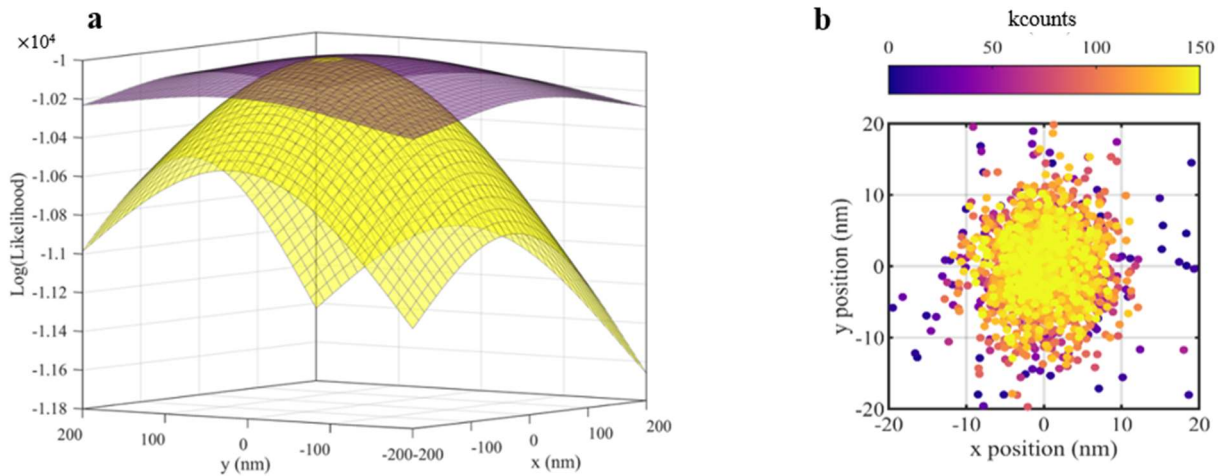 a
×10⁴
-1
-1.02
-1.04
-1.06
-1.08
-1.1
-1.12
-1.14
-1.16
-1.18
Log(Likelihood)
200
100
0
-100
-200
y (nm)
-200
-100
0
100
200
x (nm)
b
kcounts
0 50 100 150
20
10
0
-10
-20
y position (nm)
-20 -10 0 10 20
x position (nm)